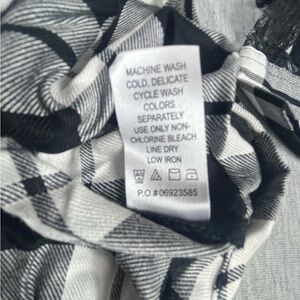 MACHINE WASH
COLD, DELICATE
CYCLE WASH
COLORS
SEPARATELY
USE ONLY NON-
CHLORINE BLEACH
LINE DRY
LOW IRON
P.O.#06923585